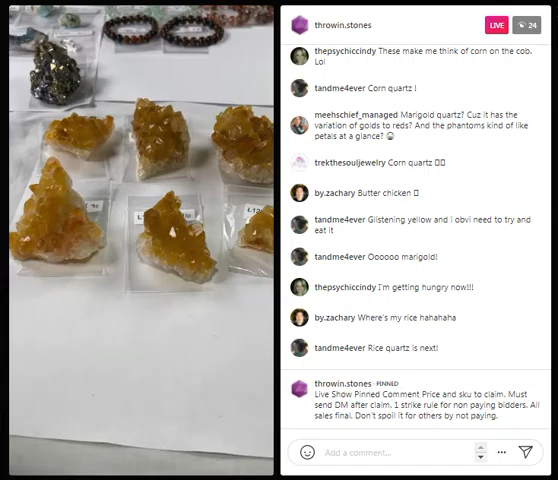 throwin.stones
LIVE
24
thepsychiccindy These make me think of corn on the cob.
Lol
tandme4ever Corn quartz !
meehschief_managed Marigold quartz? Cuz it has the
variation of golds to reds? And the phantoms kind of like
petals at a glance?
trekthesouljewelry Corn quartz
by.zachary Butter chicken
tandme4ever Glistening yellow and i obvi need to try and
eat it
tandme4ever Oooooo marigold!
thepsychiccindy I'm getting hungry now!!!
by.zachary Where's my rice hahahaha
tandme4ever Rice quartz is next!
throwin.stones · PINNED
Live Show Pinned Comment Price and sku to claim. Must
send DM after claim. 1 strike rule for non paying bidders. All
sales final. Don't spoil it for others by not paying.
Add a comment...